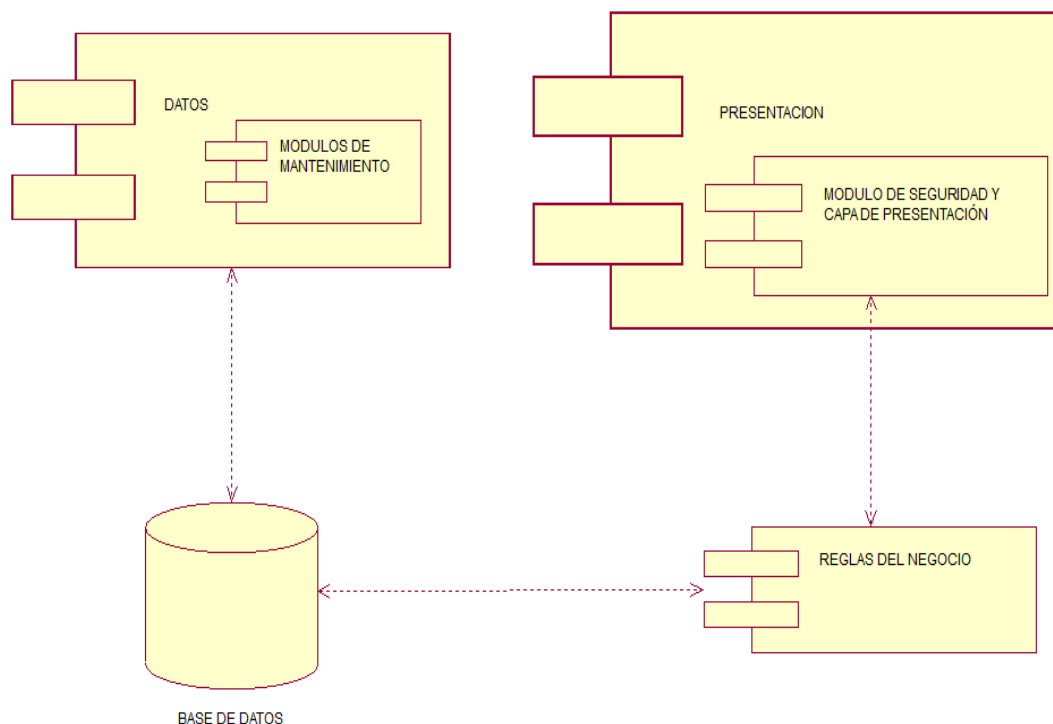 DATOS
MODULOS DE
MANTENIMIENTO
PRESENTACION
MODULO DE SEGURIDAD Y
CAPA DE PRESENTACIÓN
REGLAS DEL NEGOCIO
BASE DE DATOS